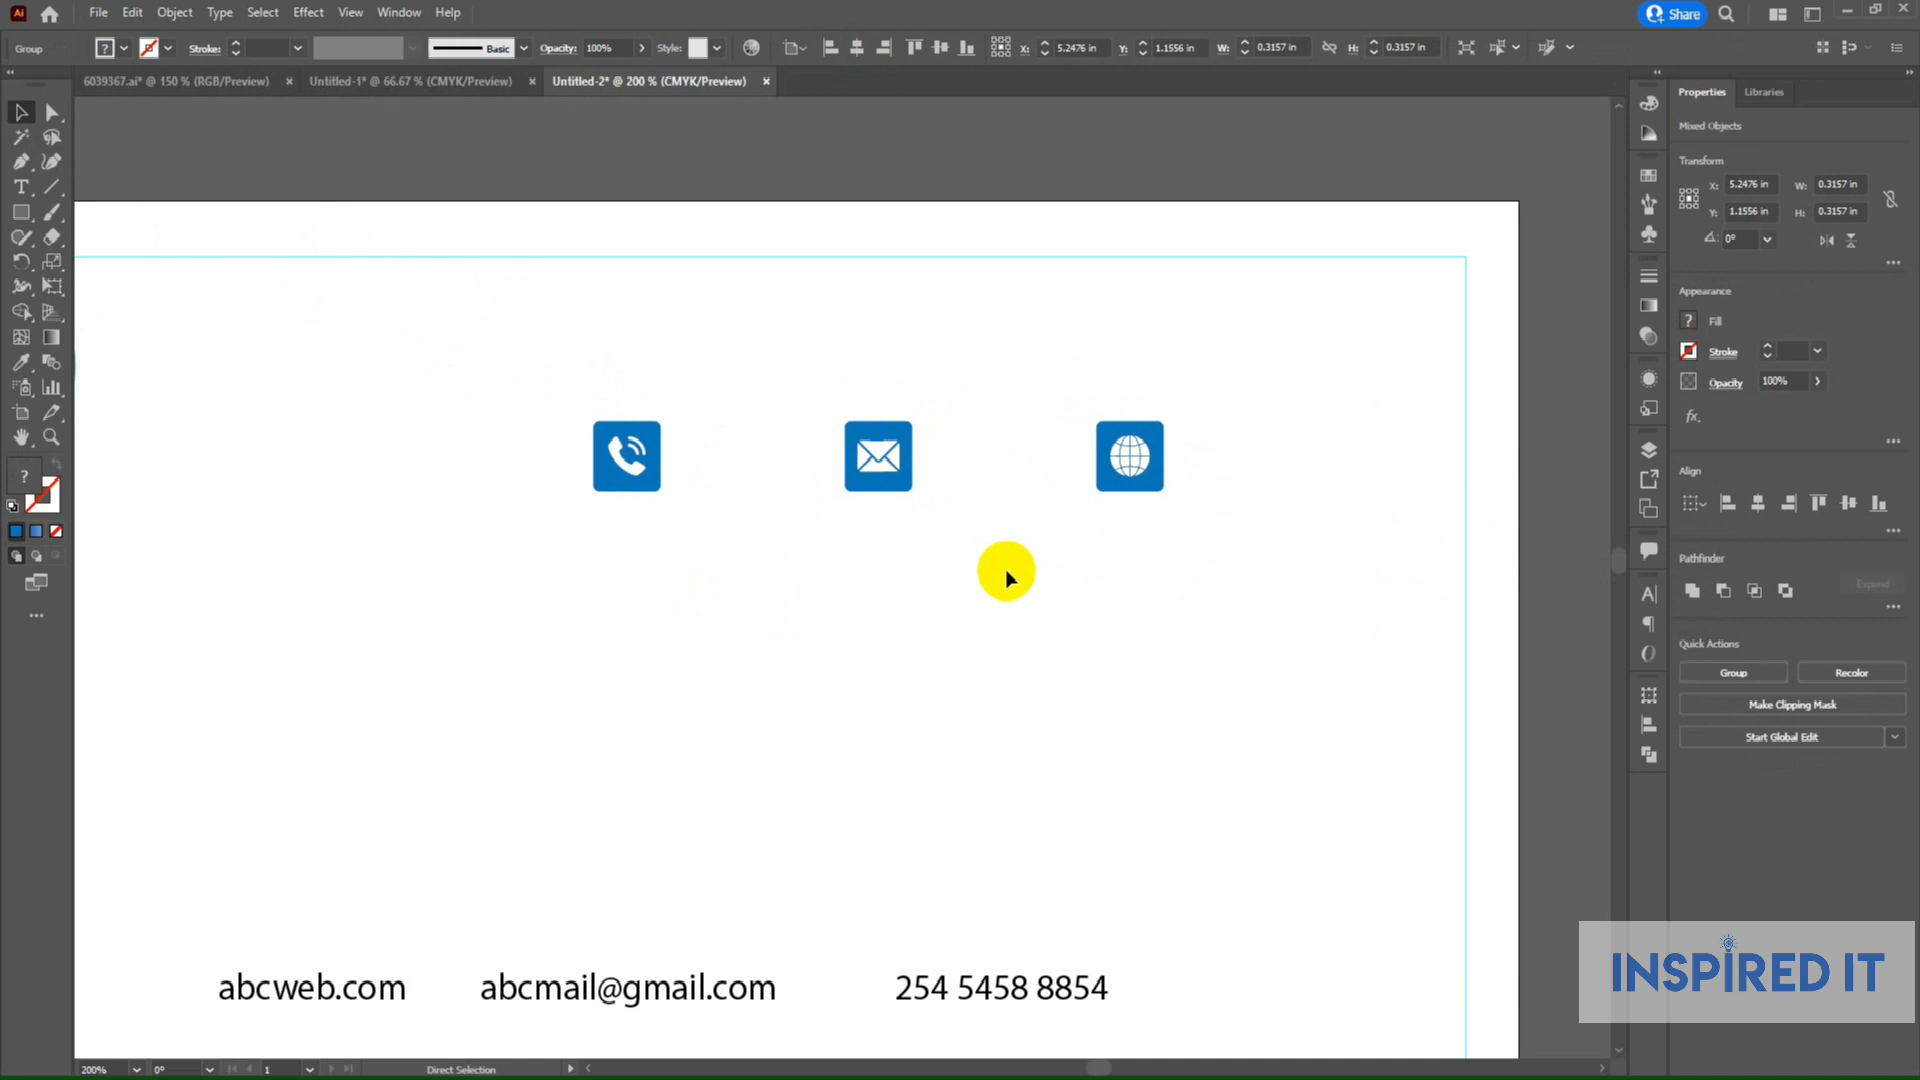 Ai File Edit Object Type Select Effect View Window Help Share
Group ? Stroke: Basic Opacity: 100% Style: X: 5.2476 in Y: 1.1556 in W: 0.3157 in H: 0.3157 in
6039367.ai* @ 150 % (RGB/Preview) × Untitled-1* @ 66.67 % (CMYK/Preview) × Untitled-2* @ 200 % (CMYK/Preview) ×
Properties Libraries
Mixed Objects
Transform
X: 5.2476 in W: 0.3157 in
Y: 1.1556 in H: 0.3157 in
0°
Appearance
? Fill
Stroke
Opacity 100%
fx.
Align
Pathfinder
Expand
Quick Actions
Group Recolor
Make Clipping Mask
Start Global Edit
?
abcweb.com abcmail@gmail.com 254 5458 8854
INSPIRED IT
200% 0° 1 Direct Selection